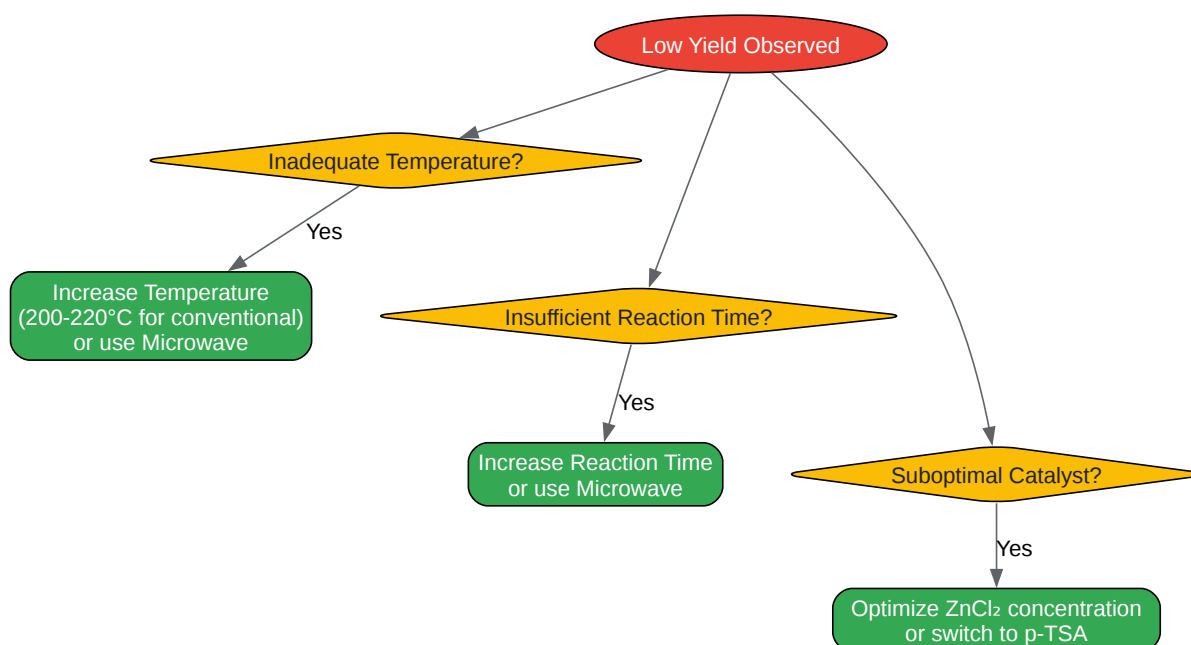 Low Yield Observed
Inadequate Temperature?
Yes
Increase Temperature
(200-220°C for conventional)
or use Microwave
Insufficient Reaction Time?
Yes
Increase Reaction Time
or use Microwave
Suboptimal Catalyst?
Yes
Optimize ZnCl₂ concentration
or switch to p-TSA